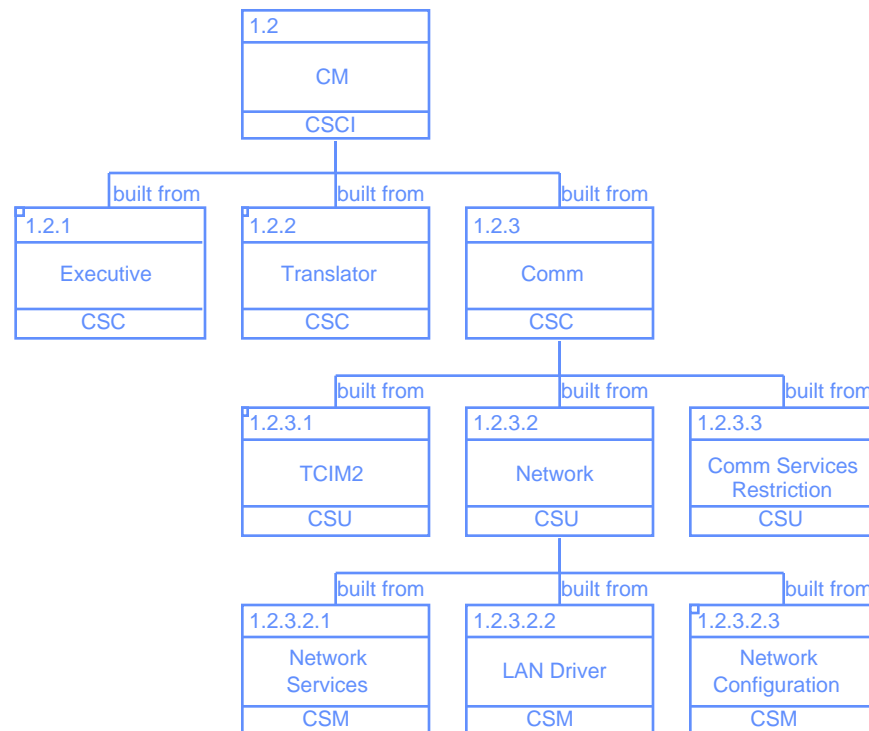 1.2
CM
CSCI
built from
built from
built from
1.2.1
1.2.2
1.2.3
Executive
Translator
Comm
CSC
CSC
CSC
built from
built from
built from
1.2.3.1
1.2.3.2
1.2.3.3
TCIM2
Network
Comm Services
Restriction
CSU
CSU
CSU
built from
built from
built from
1.2.3.2.1
1.2.3.2.2
1.2.3.2.3
Network
Services
LAN Driver
Network
Configuration
CSM
CSM
CSM